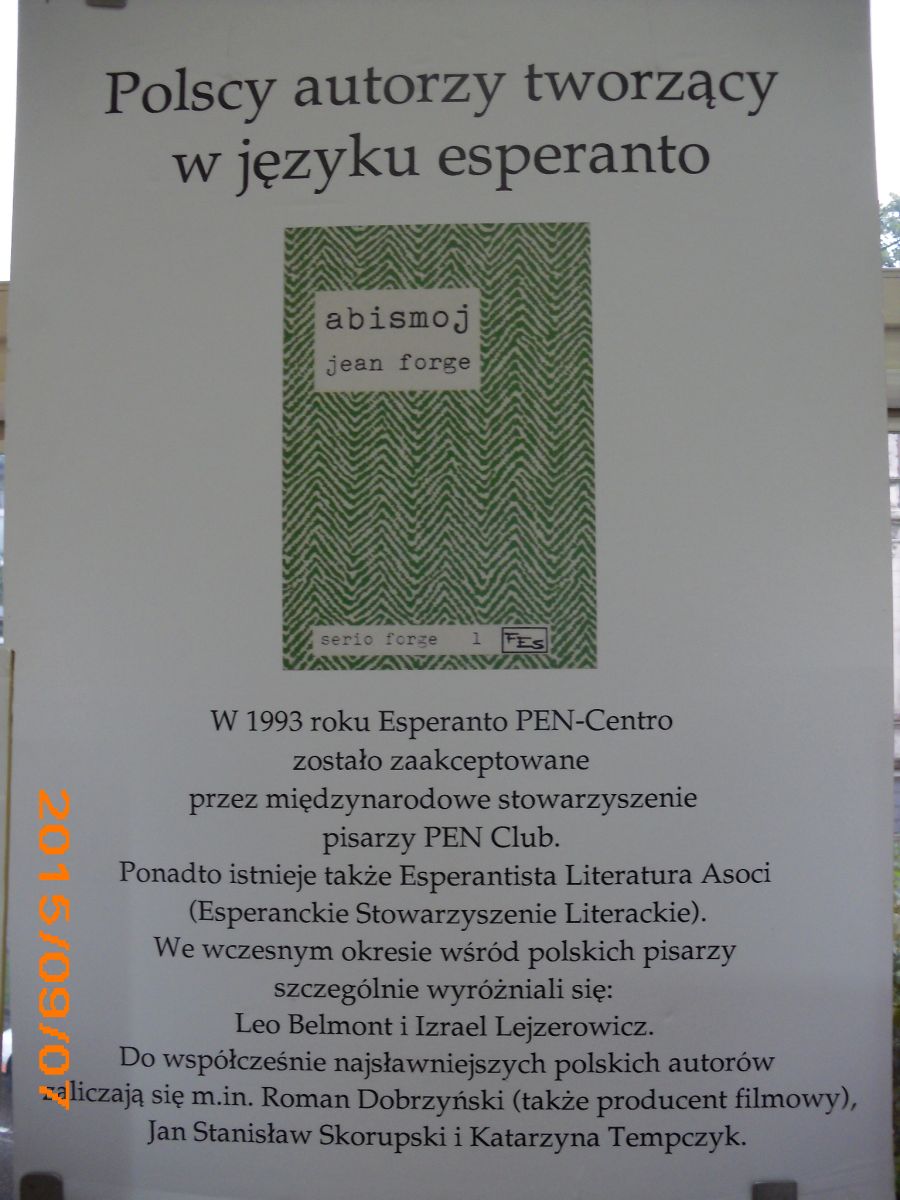 Polscy autorzy tworzący
w języku esperanto
abismoj
jean forge
serio forge 1 FES
W 1993 roku Esperanto PEN-Centro
zostało zaakceptowane
przez międzynarodowe stowarzyszenie
pisarzy PEN Club.
Ponadto istnieje także Esperantista Literatura Asoci
(Esperanckie Stowarzyszenie Literackie).
We wczesnym okresie wśród polskich pisarzy
szczególnie wyróżniali się:
Leo Belmont i Izrael Lejzerowicz.
Do współcześnie najsławniejszych polskich autorów
zaliczają się m.in. Roman Dobrzyński (także producent filmowy),
Jan Stanisław Skorupski i Katarzyna Tempczyk.
2015/09/07